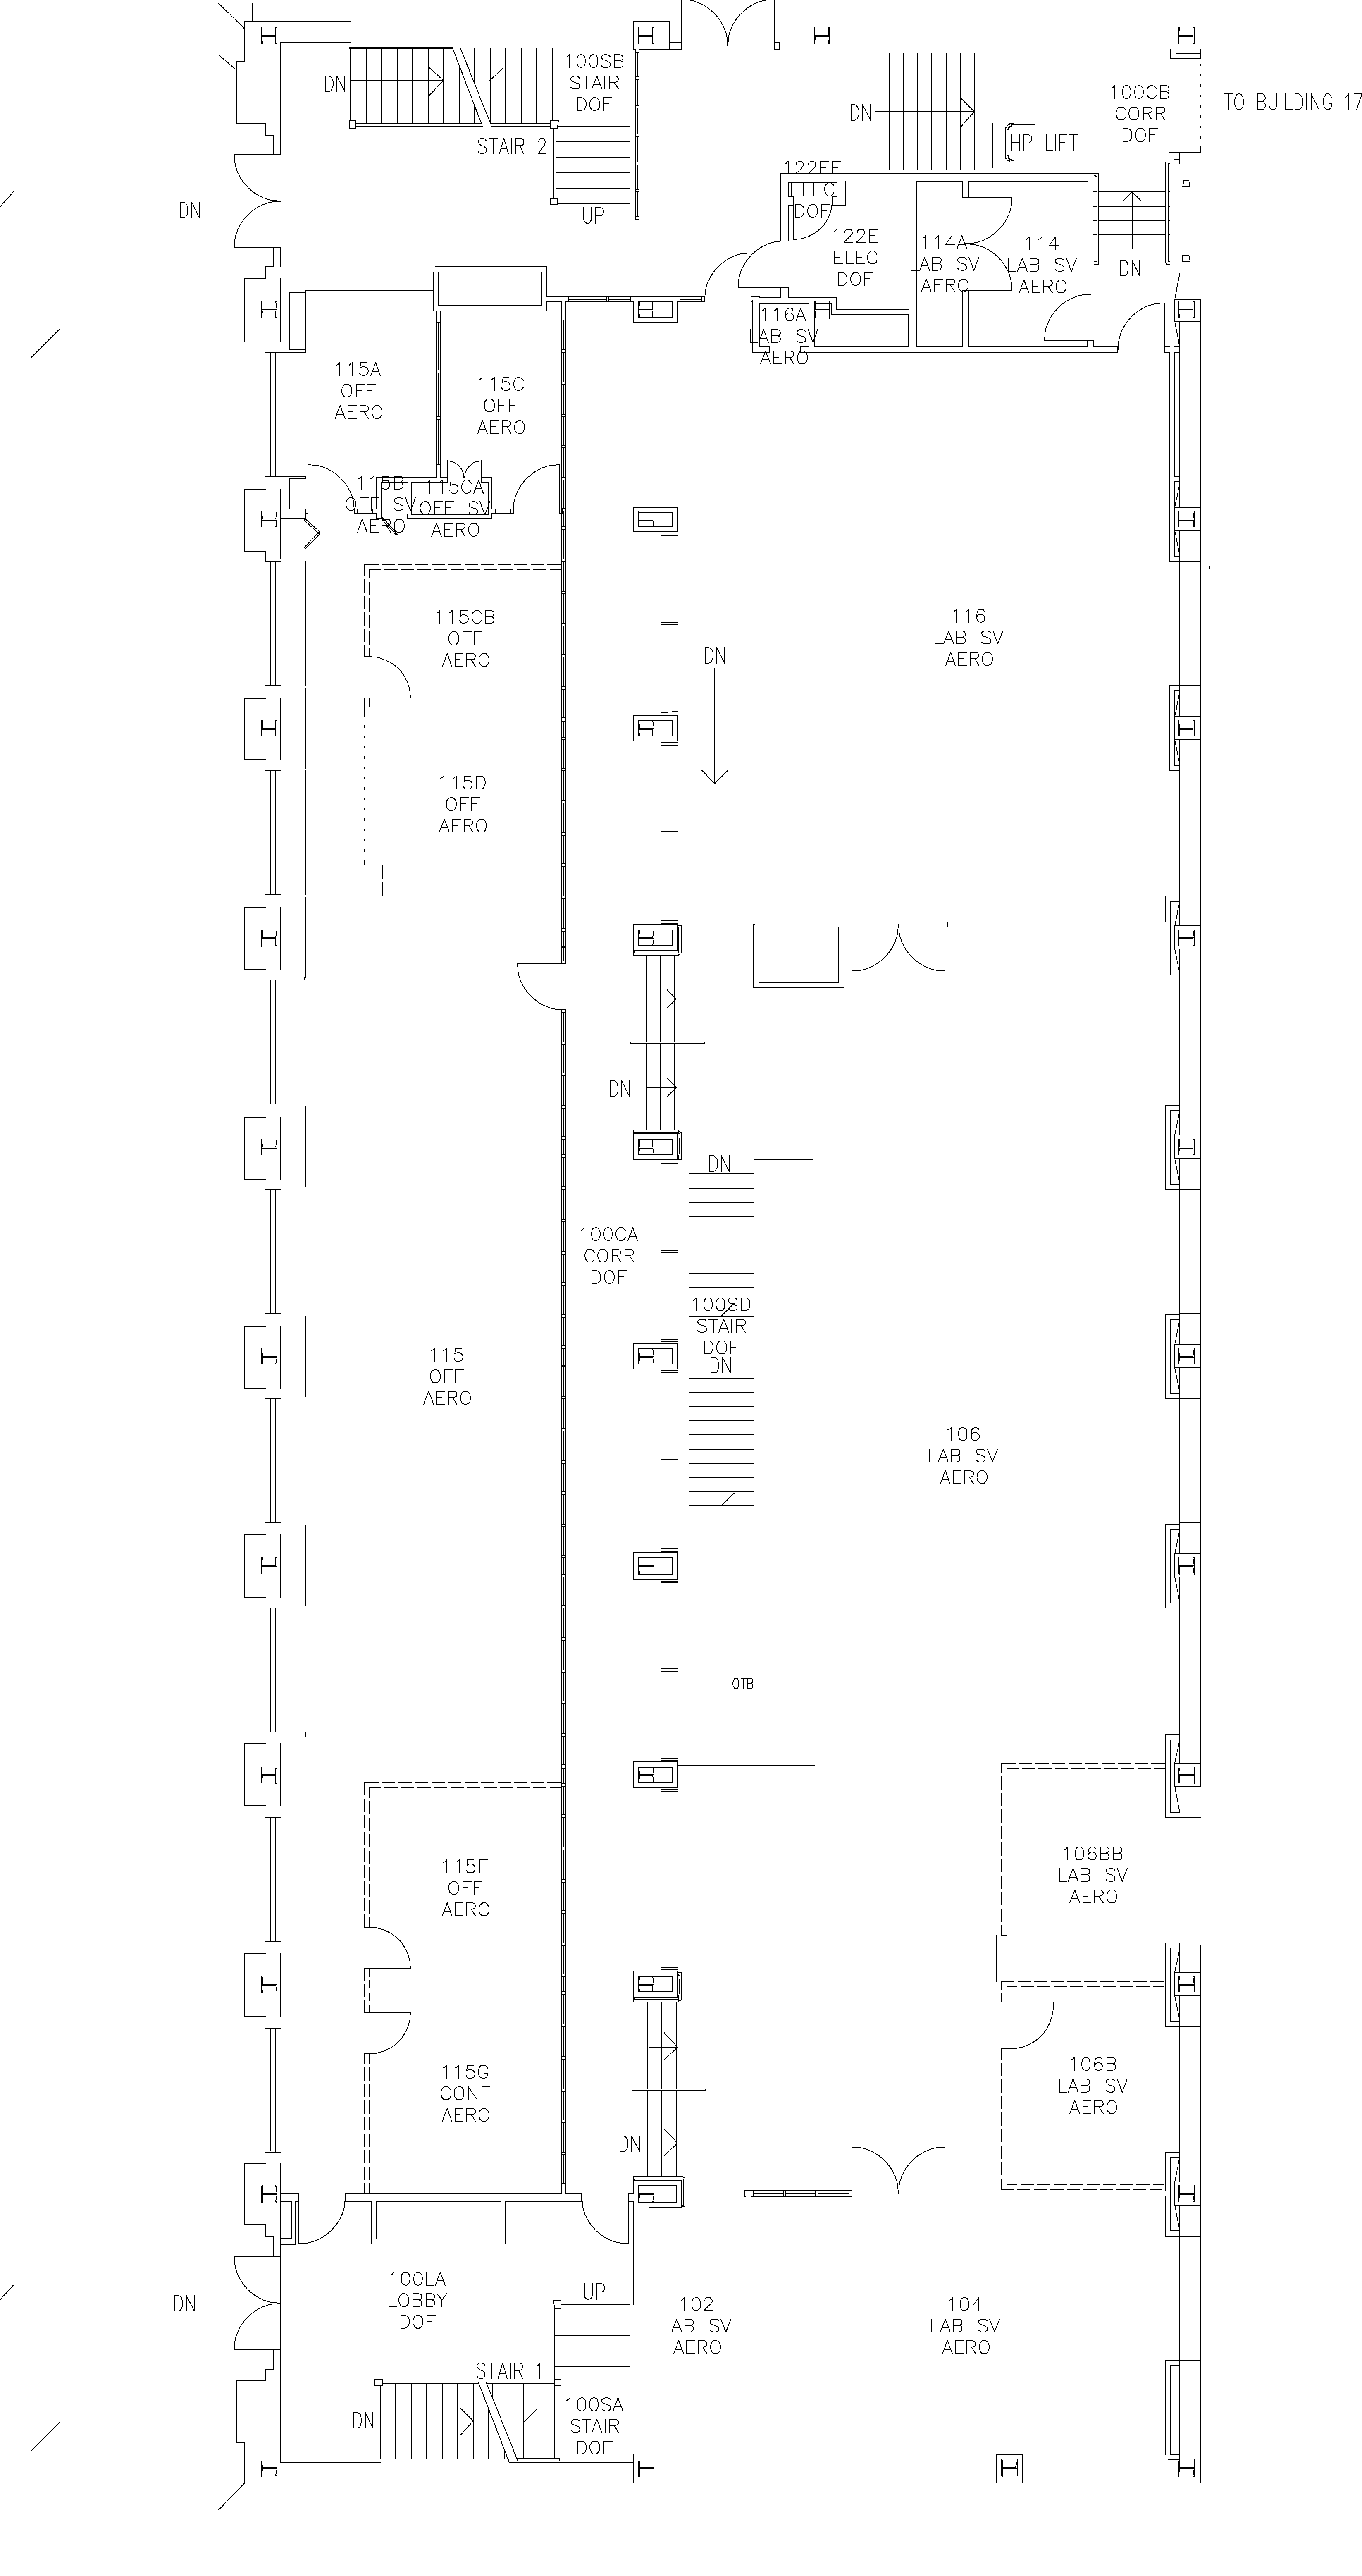 100SB
STAIR
DOF
DN
STAIR 2
UP
DN
100CB
CORR
DOF
TO BUILDING 17
HP LIFT
DN
122EE
ELEC
DOF
122E
ELEC
DOF
114A
LAB SV
AERO
114
LAB SV
AERO
DN
116A
LAB SV
AERO
115A
OFF
AERO
115C
OFF
AERO
115B
OFF SV
AERO
115CA
OFF SV
AERO
115CB
OFF
AERO
116
LAB SV
AERO
DN
115D
OFF
AERO
DN
DN
100CA
CORR
DOF
100SD
STAIR
DOF
DN
115
OFF
AERO
106
LAB SV
AERO
OTB
115F
OFF
AERO
106BB
LAB SV
AERO
115G
CONF
AERO
106B
LAB SV
AERO
DN
100LA
LOBBY
DOF
UP
DN
102
LAB SV
AERO
104
LAB SV
AERO
STAIR 1
100SA
STAIR
DOF
DN